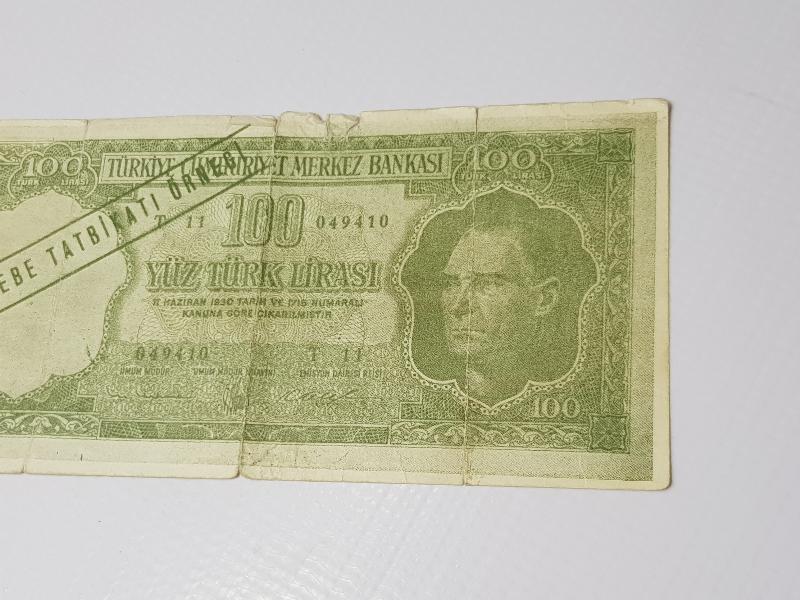 100 TÜRKİYE CUMHURİYET MERKEZ BANKASI 100
TÜRK LİRASI TÜRK LİRASI
EBE TATBİKATI ÖRNEĞİ
T 11 100 049410
YÜZ TÜRK LİRASI
11 HAZİRAN 1930 TARİH VE 1715 NUMARALI
KANUNA GÖRE ÇIKARILMIŞTIR
049410 T 11
UMUM MÜDÜR UMUM MÜDÜR MUAVİNİ EMİSYON DAİRESİ REİSİ
100